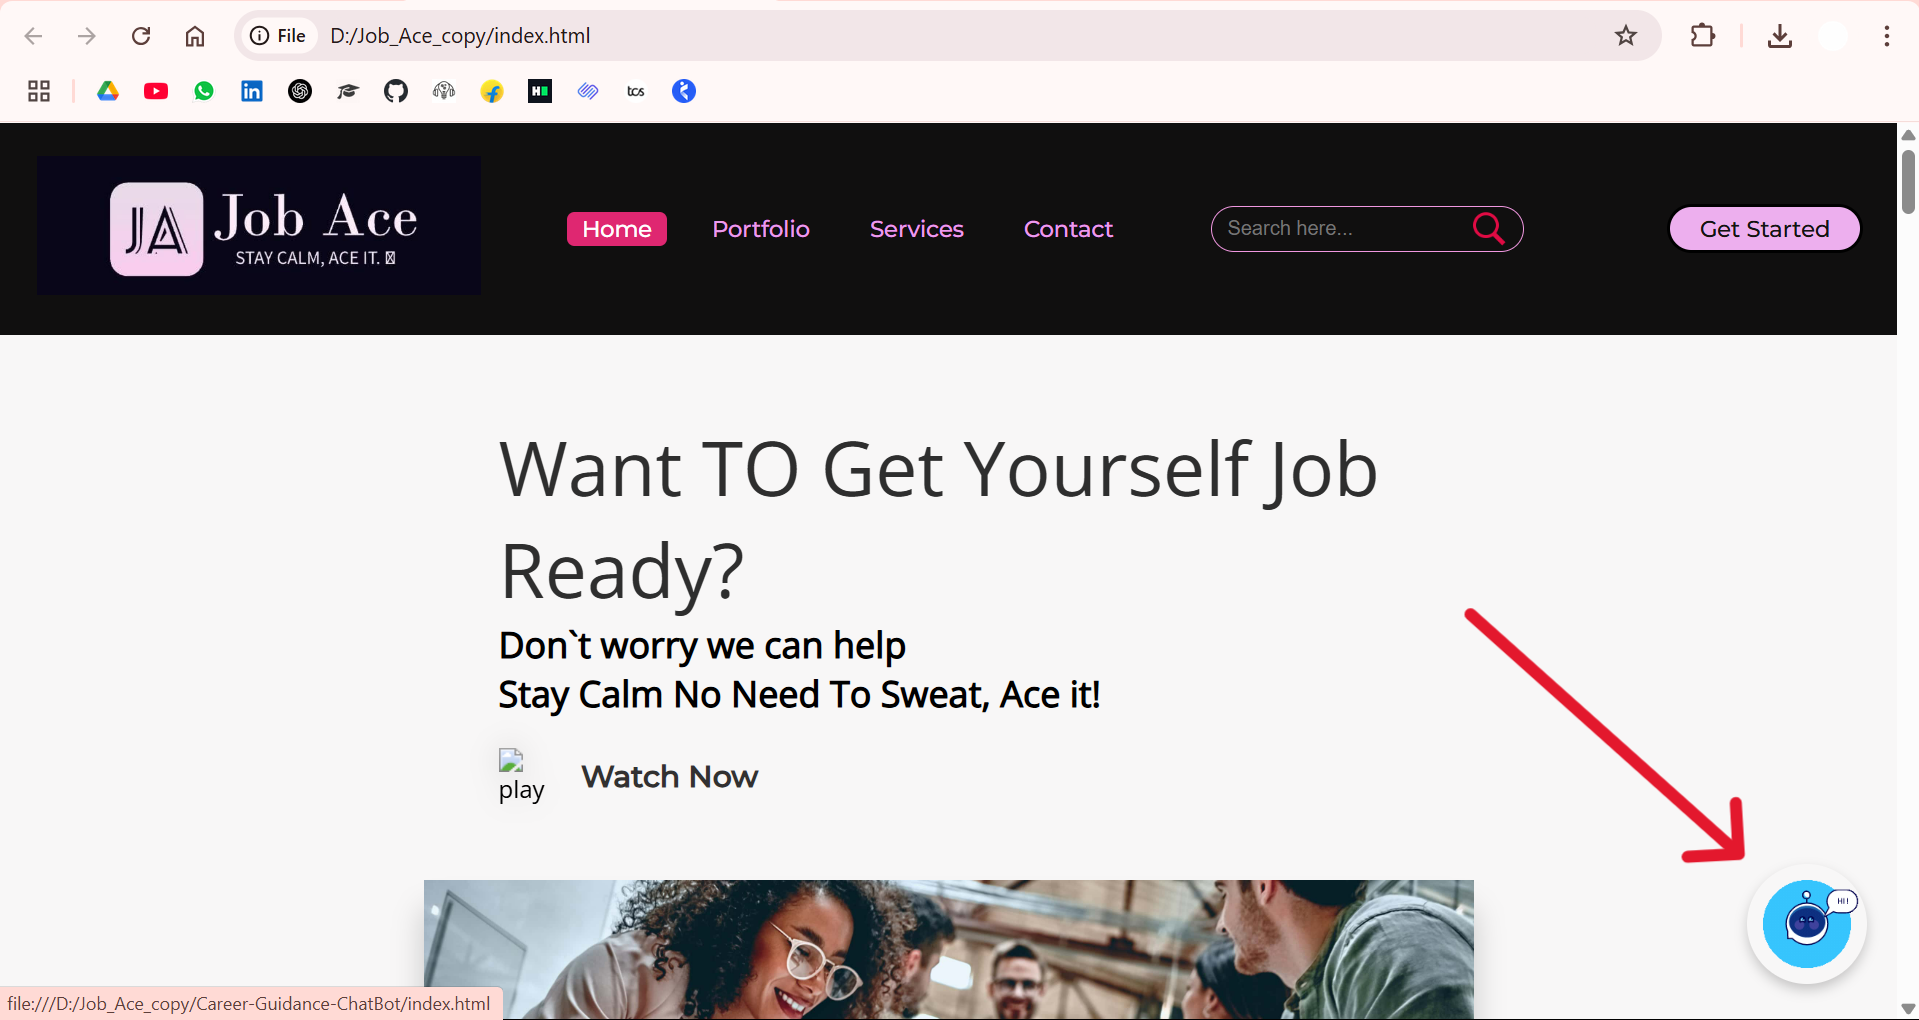 File
D:/Job_Ace_copy/index.html
tcs
JA
Job Ace
STAY CALM, ACE IT.
Home
Portfolio
Services
Contact
Search here...
Get Started
Want TO Get Yourself Job
Ready?
Don`t worry we can help
Stay Calm No Need To Sweat, Ace it!
play
Watch Now
HI!
file:///D:/Job_Ace_copy/Career-Guidance-ChatBot/index.html